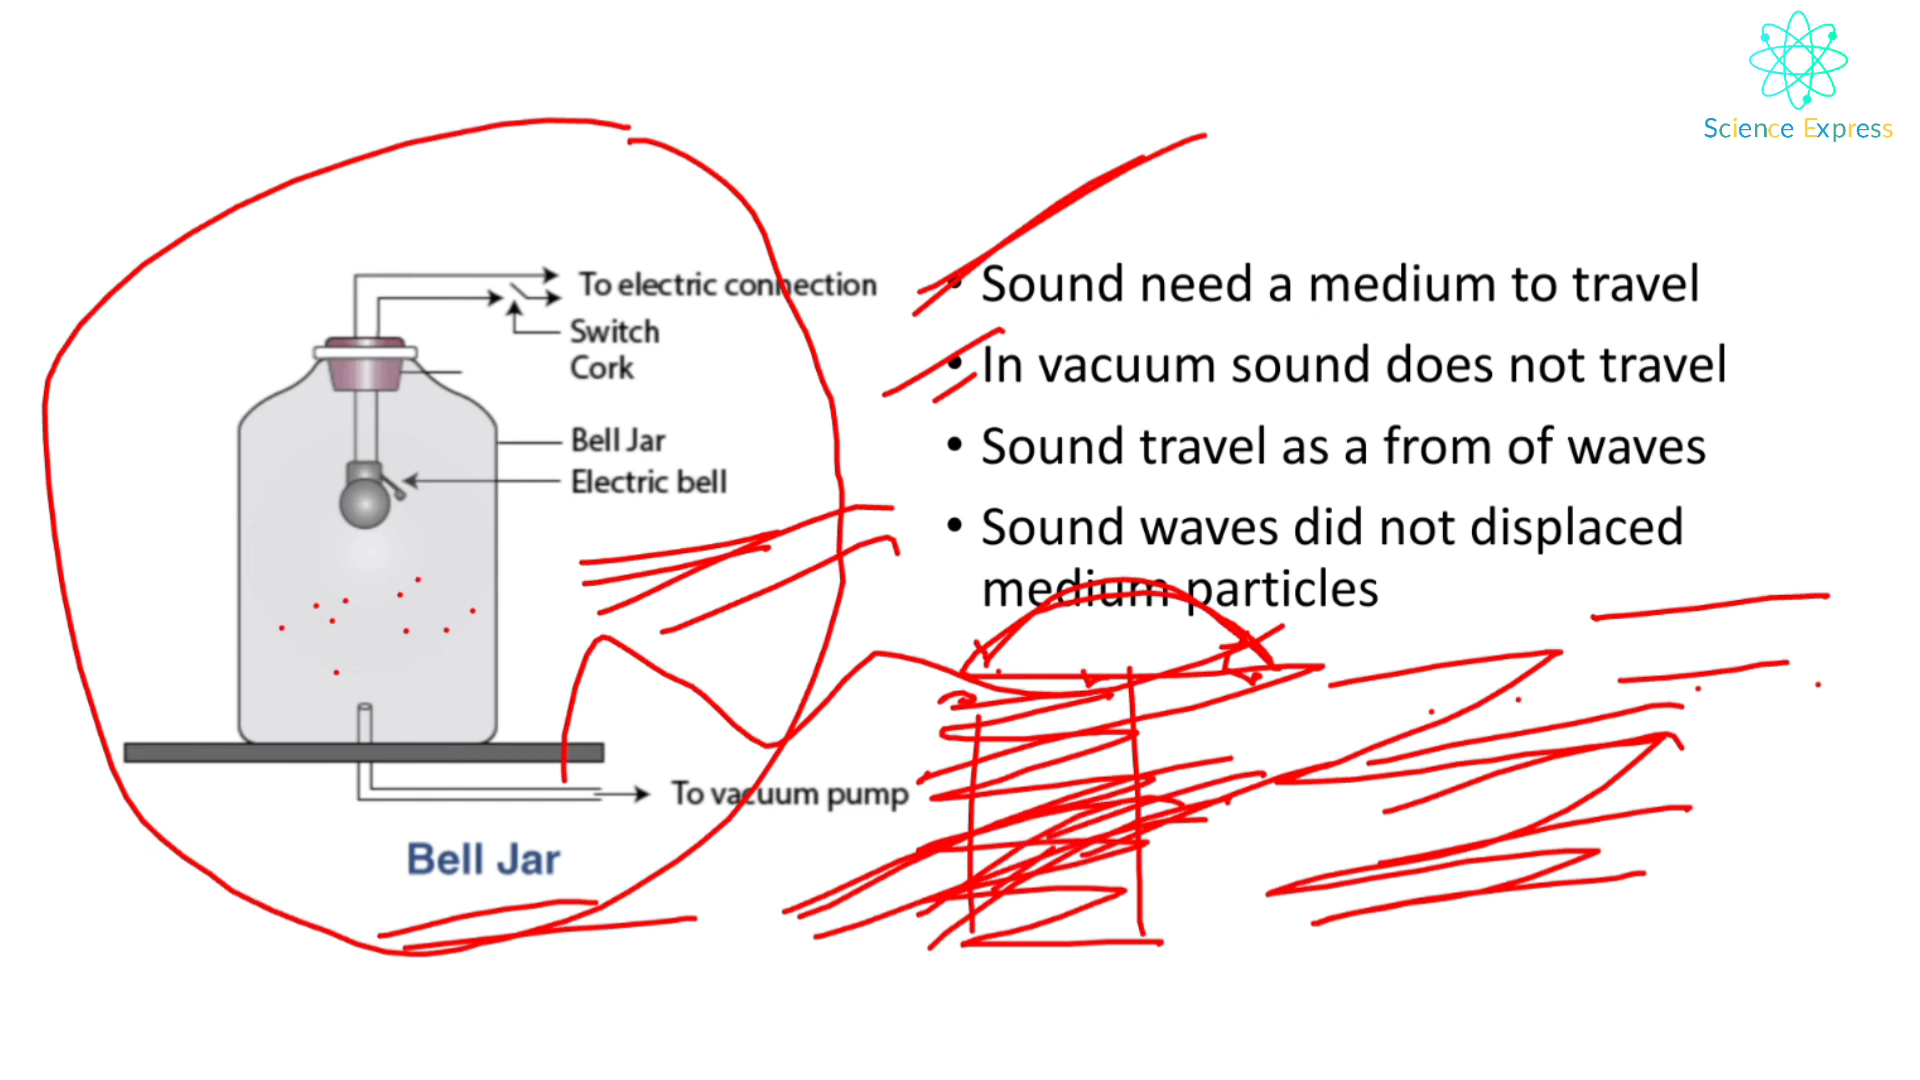 Science Express
To electric connection
Switch
Cork
Bell Jar
Electric bell
To vacuum pump
Bell Jar
• Sound need a medium to travel
• In vacuum sound does not travel
• Sound travel as a from of waves
• Sound waves did not displaced
medium particles